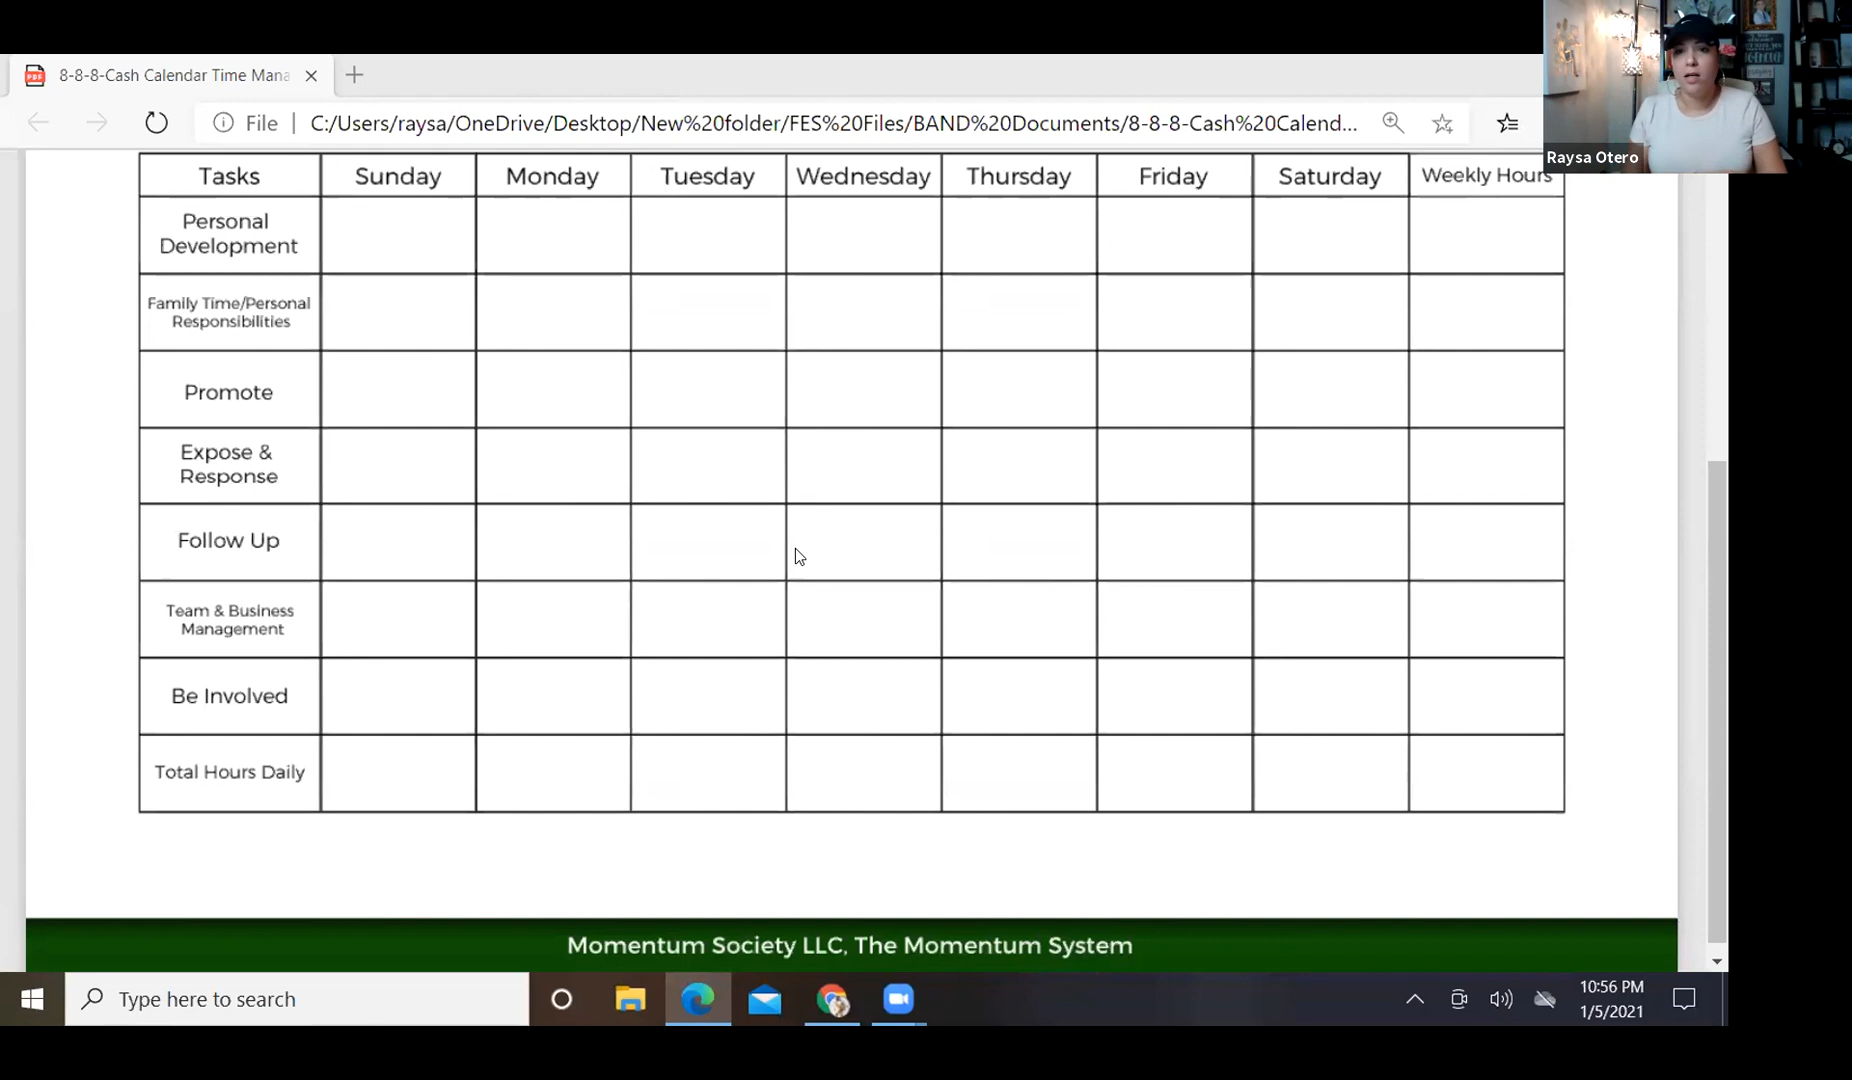 8-8-8-Cash Calendar Time Mana
File
C:/Users/raysa/OneDrive/Desktop/New%20folder/FES%20Files/BAND%20Documents/8-8-8-Cash%20Calend...
Raysa Otero
Tasks Sunday Monday Tuesday Wednesday Thursday Friday Saturday Weekly Hours
Personal
Development
Family Time/Personal
Responsibilities
Promote
Expose &
Response
Follow Up
Team & Business
Management
Be Involved
Total Hours Daily
Momentum Society LLC, The Momentum System
Type here to search
10:56 PM
1/5/2021